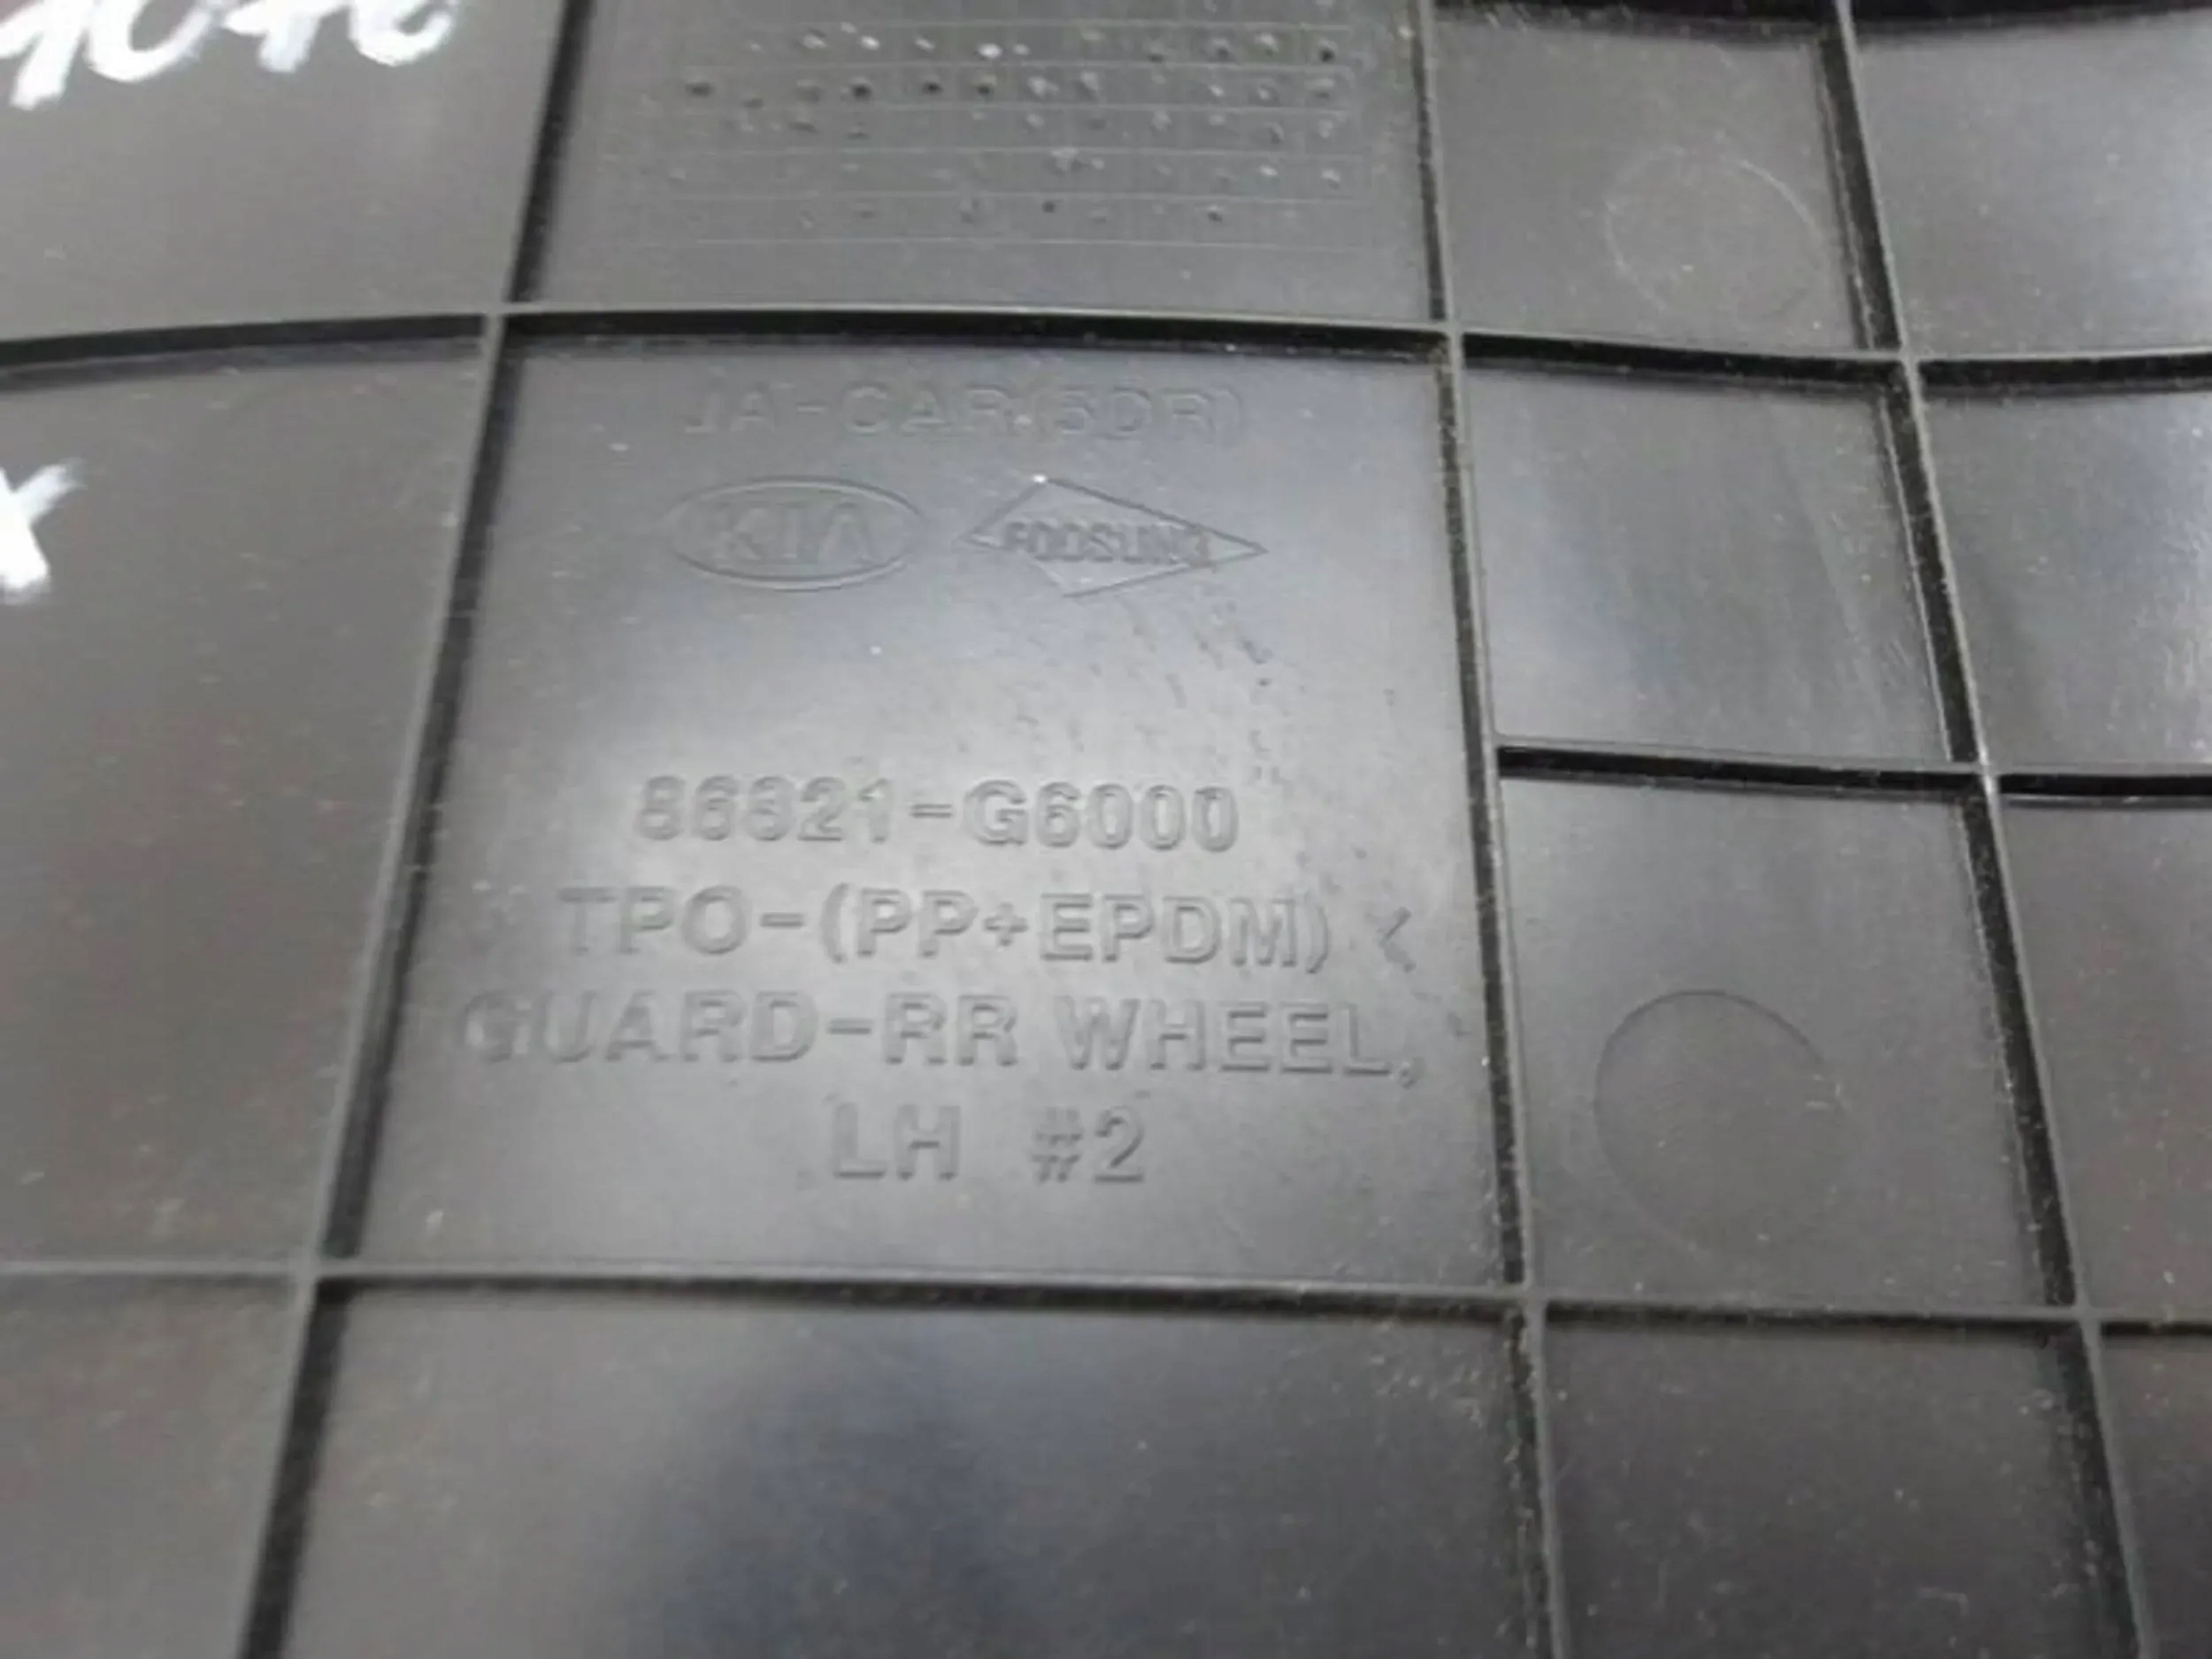 JA-CAR(5DR)
KIA
86821-G6000
TPO-(PP+EPDM) <
GUARD-RR WHEEL,
LH #2
X